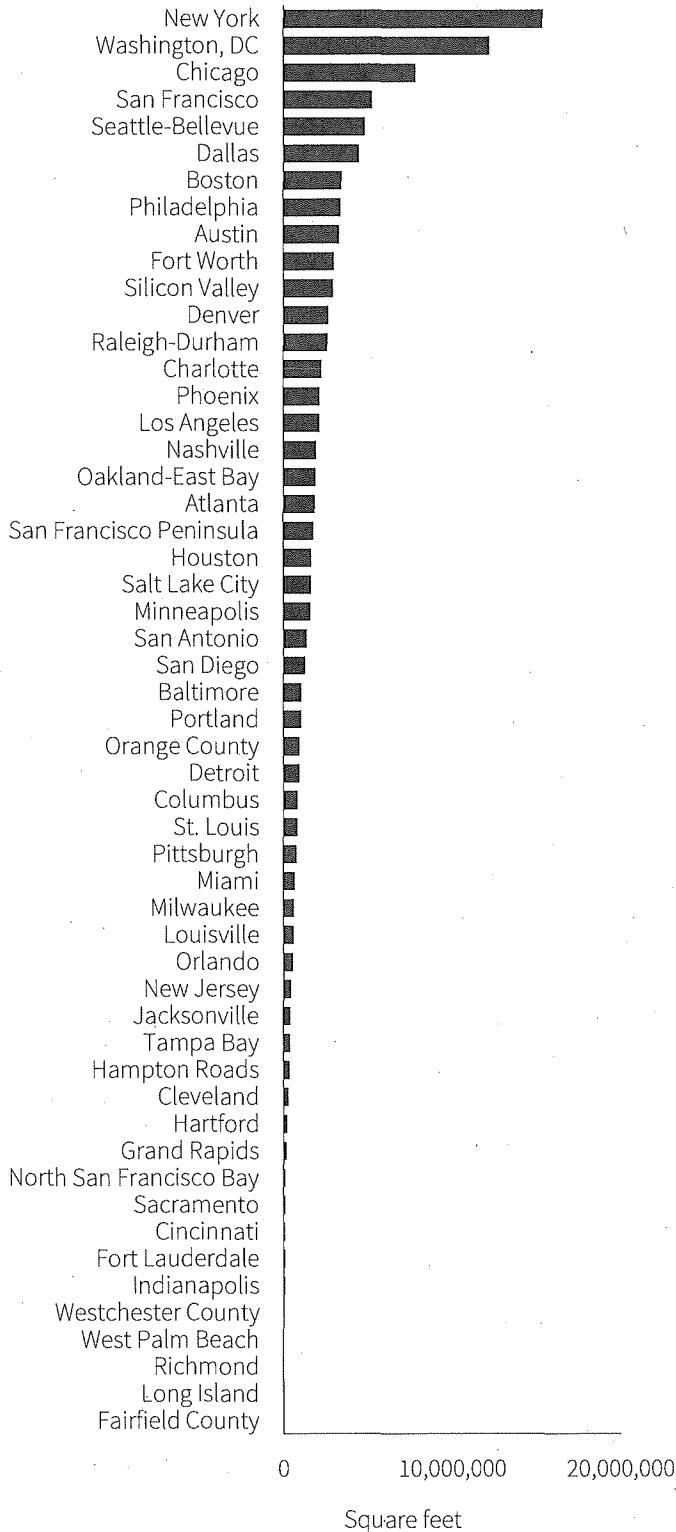 New York
Washington, DC
Chicago
San Francisco
Seattle-Bellevue
Dallas
Boston
Philadelphia
Austin
Fort Worth
Silicon Valley
Denver
Raleigh-Durham
Charlotte
Phoenix
Los Angeles
Nashville
Oakland-East Bay
Atlanta
San Francisco Peninsula
Houston
Salt Lake City
Minneapolis
San Antonio
San Diego
Baltimore
Portland
Orange County
Detroit
Columbus
St. Louis
Pittsburgh
Miami
Milwaukee
Louisville
Orlando
New Jersey
Jacksonville
Tampa Bay
Hampton Roads
Cleveland
Hartford
Grand Rapids
North San Francisco Bay
Sacramento
Cincinnati
Fort Lauderdale
Indianapolis
Westchester County
West Palm Beach
Richmond
Long Island
Fairfield County
0 10,000,000 20,000,000
Square feet